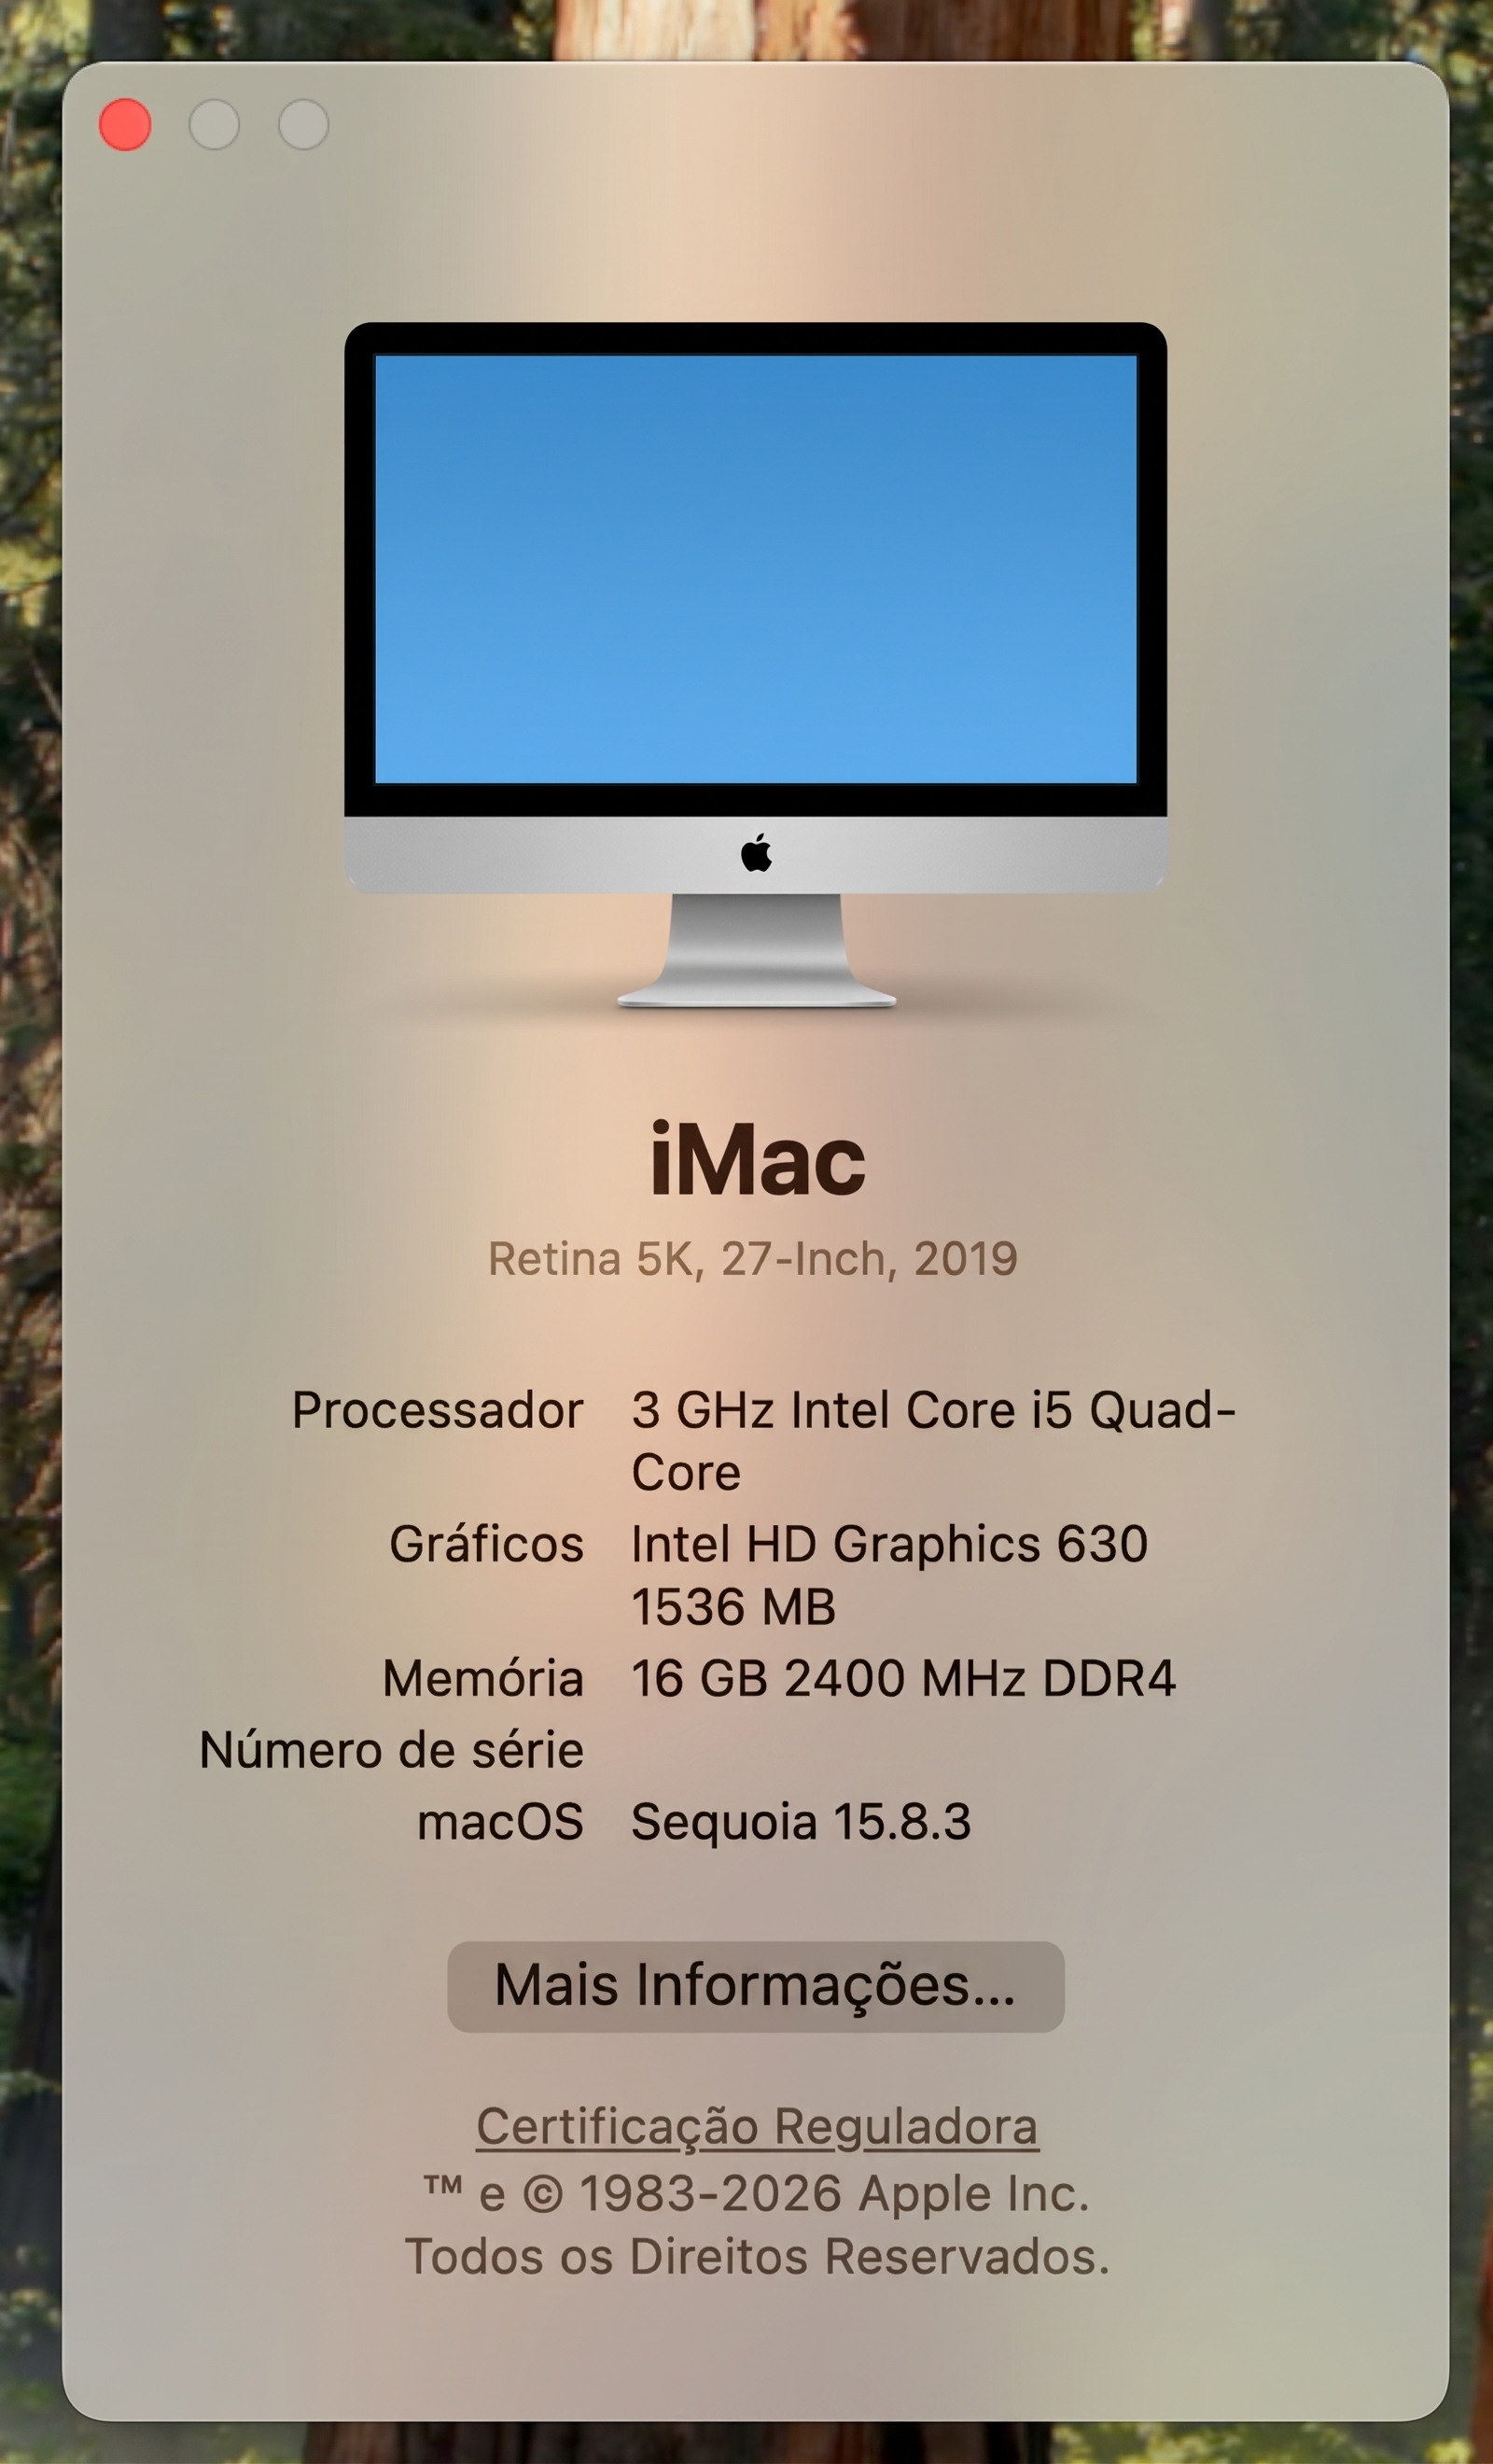 iMac
Retina 5K, 27-Inch, 2019
Processador 3 GHz Intel Core i5 Quad-
Core
Gráficos Intel HD Graphics 630
1536 MB
Memória 16 GB 2400 MHz DDR4
Número de série
macOS Sequoia 15.8.3
Mais Informações...
Certificação Reguladora
™ e © 1983-2026 Apple Inc.
Todos os Direitos Reservados.